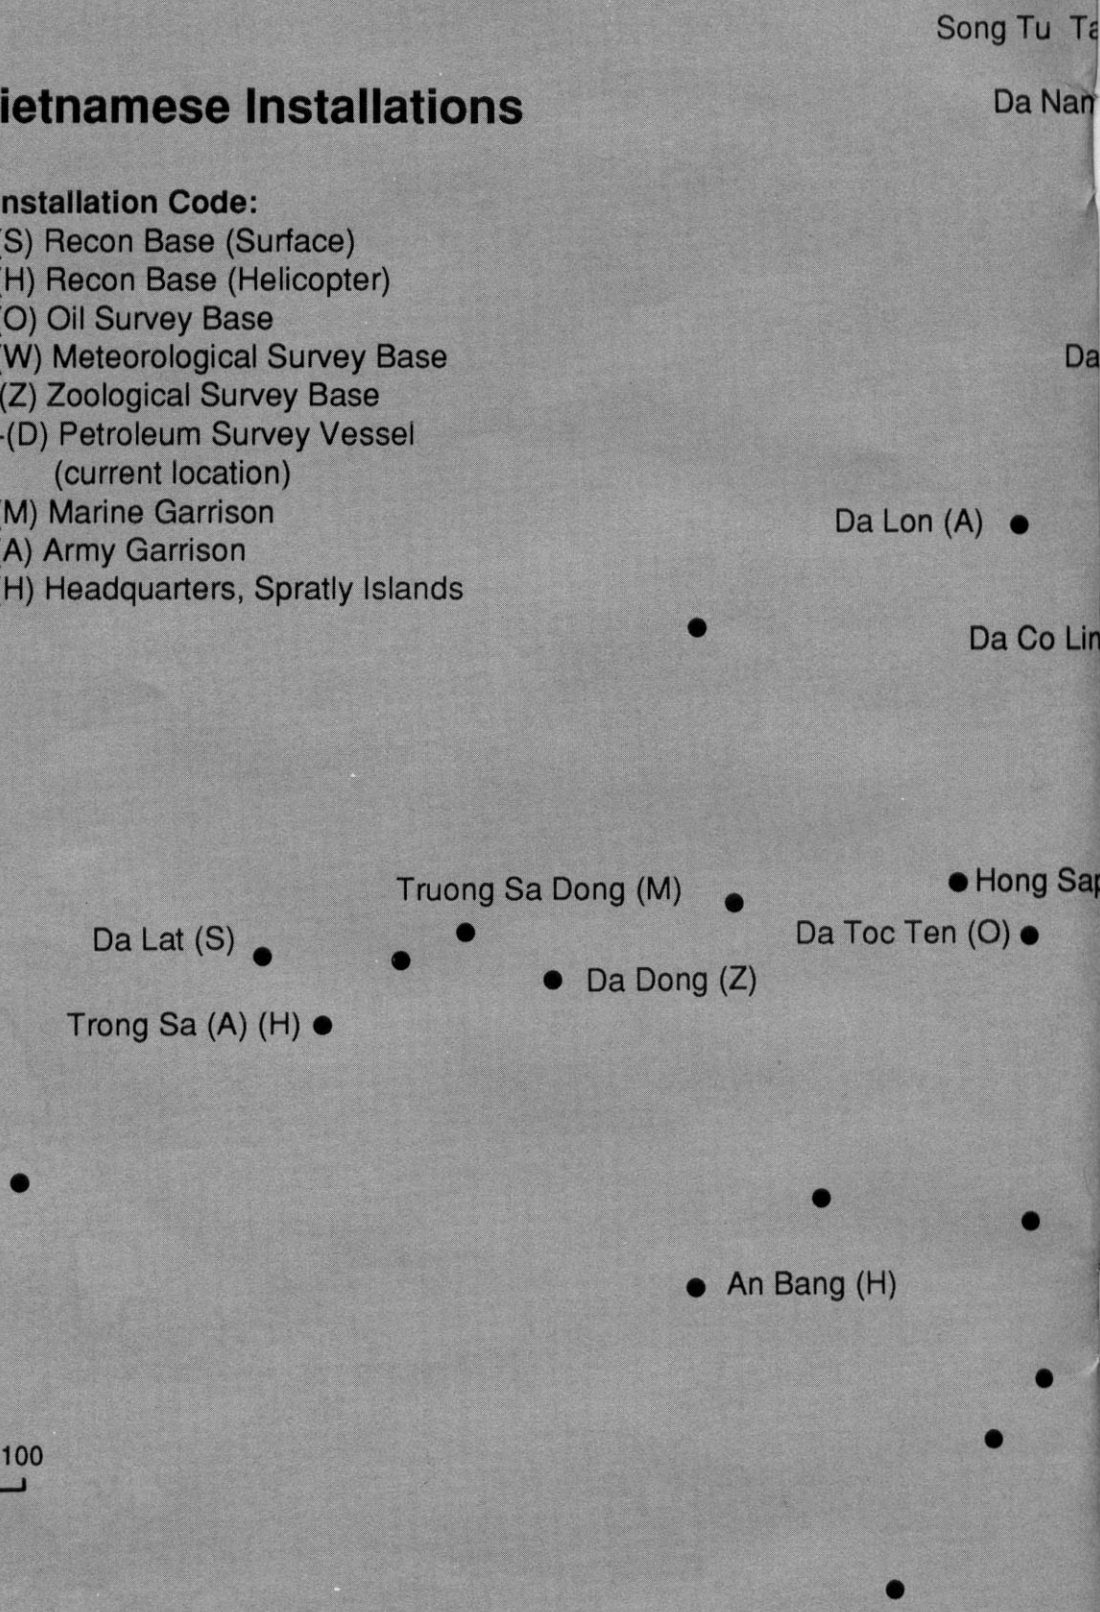 Song Tu Ta
ietnamese Installations
Da Nan
nstallation Code:
(S) Recon Base (Surface)
(H) Recon Base (Helicopter)
(O) Oil Survey Base
(W) Meteorological Survey Base
Da
(Z) Zoological Survey Base
-(D) Petroleum Survey Vessel
(current location)
(M) Marine Garrison
Da Lon (A)
(A) Army Garrison
(H) Headquarters, Spratly Islands
Da Co Lin
Truong Sa Dong (M)
Hong Sap
Da Lat (S)
Da Toc Ten (O)
Da Dong (Z)
Trong Sa (A) (H)
An Bang (H)
100